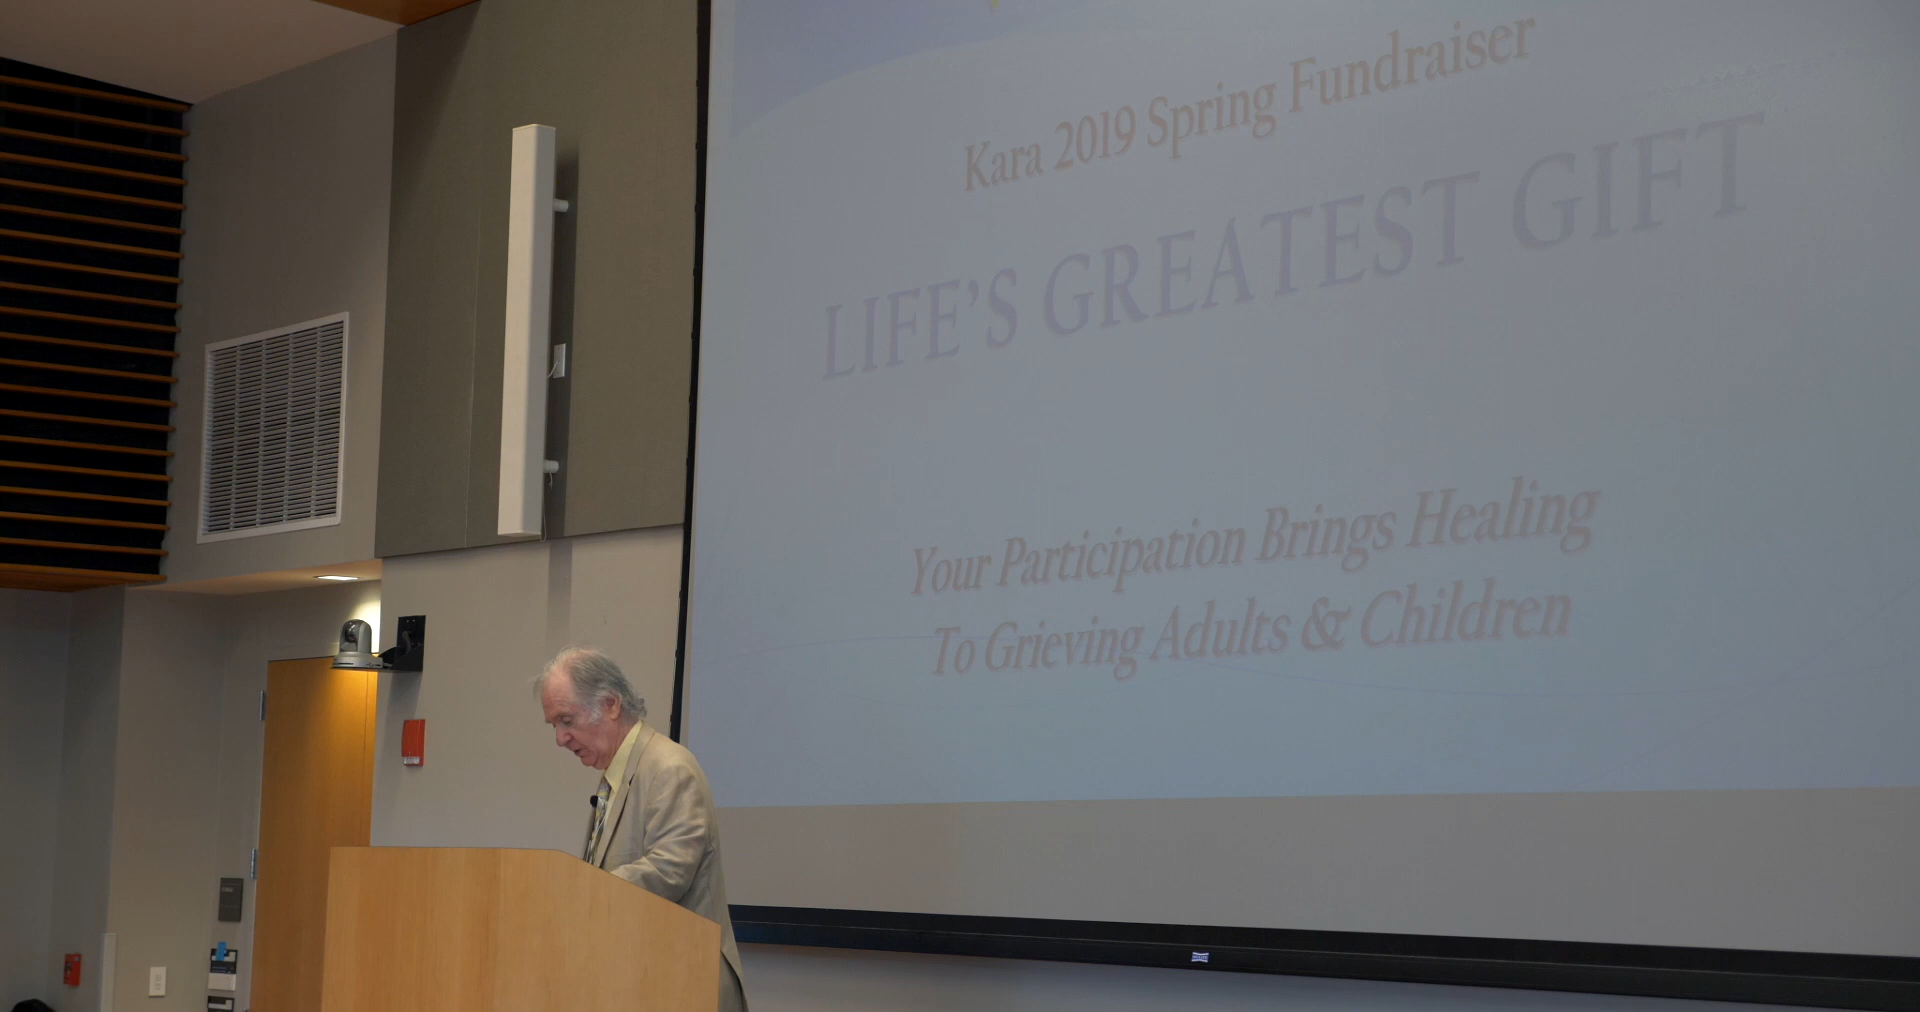 Kara 2019 Spring Fundraiser
LIFE'S GREATEST GIFT
Your Participation Brings Healing
To Grieving Adults & Children